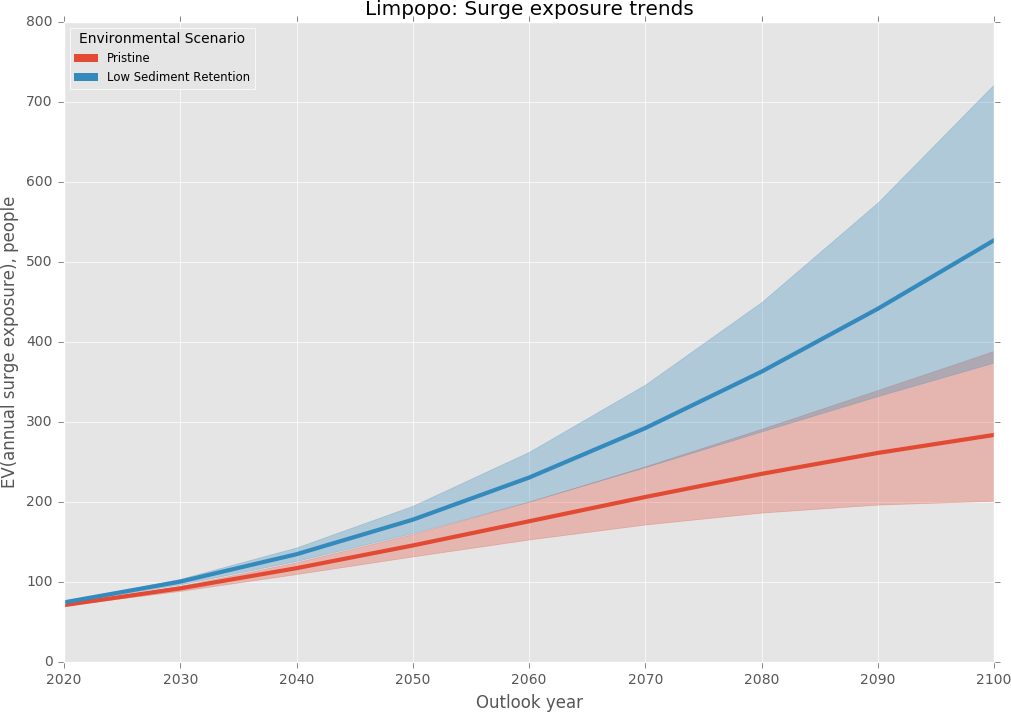 Limpopo: Surge exposure trends
Environmental Scenario
Pristine
Low Sediment Retention
EV(annual surge exposure), people
800
700
600
500
400
300
200
100
0
2020 2030 2040 2050 2060 2070 2080 2090 2100
Outlook year